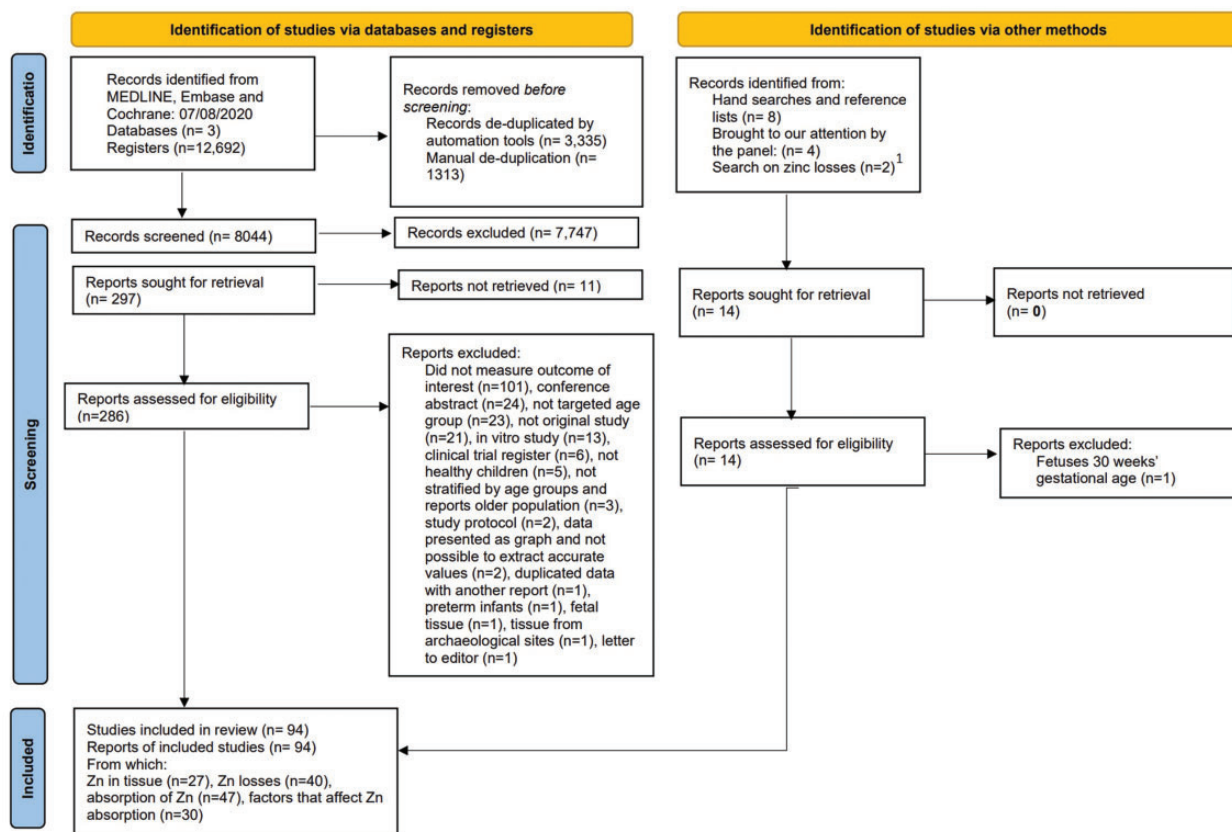 Identification of studies via databases and registers
Identification of studies via other methods
Identificatio
Records identified from
MEDLINE, Embase and
Cochrane: 07/08/2020
Databases (n= 3)
Registers (n=12,692)
Records removed before
screening:
Records de-duplicated by
automation tools (n= 3,335)
Manual de-duplication (n=
1313)
Records identified from:
Hand searches and reference
lists (n= 8)
Brought to our attention by
the panel: (n= 4)
Search on zinc losses (n=2)1
Screening
Records screened (n= 8044)
Records excluded (n= 7,747)
Reports sought for retrieval
(n= 297)
Reports not retrieved (n= 11)
Reports sought for retrieval
(n= 14)
Reports not retrieved
(n= 0)
Reports assessed for eligibility
(n=286)
Reports excluded:
Did not measure outcome of
interest (n=101), conference
abstract (n=24), not targeted age
group (n=23), not original study
(n=21), in vitro study (n=13),
clinical trial register (n=6), not
healthy children (n=5), not
stratified by age groups and
reports older population (n=3),
study protocol (n=2), data
presented as graph and not
possible to extract accurate
values (n=2), duplicated data
with another report (n=1),
preterm infants (n=1), fetal
tissue (n=1), tissue from
archaeological sites (n=1), letter
to editor (n=1)
Reports assessed for eligibility
(n= 14)
Reports excluded:
Fetuses 30 weeks'
gestational age (n=1)
Included
Studies included in review (n= 94)
Reports of included studies (n= 94)
From which:
Zn in tissue (n=27), Zn losses (n=40),
absorption of Zn (n=47), factors that affect Zn
absorption (n=30)